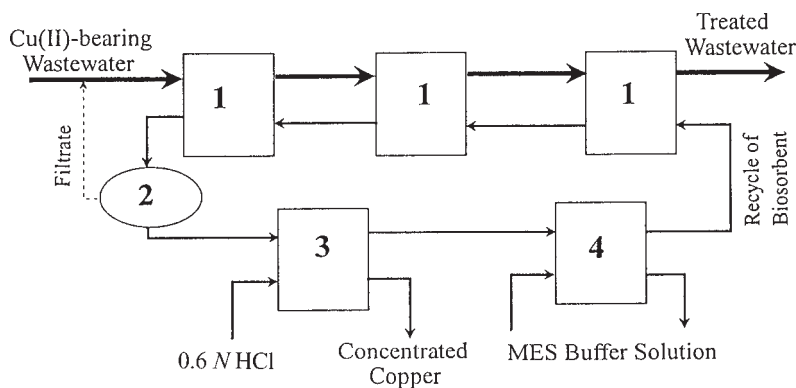 Cu(II)-bearing
Wastewater
Treated
Wastewater
1
1
1
Filtrate
2
3
4
Recycle of
Biosorbent
0.6 N HCl
Concentrated
Copper
MES Buffer Solution